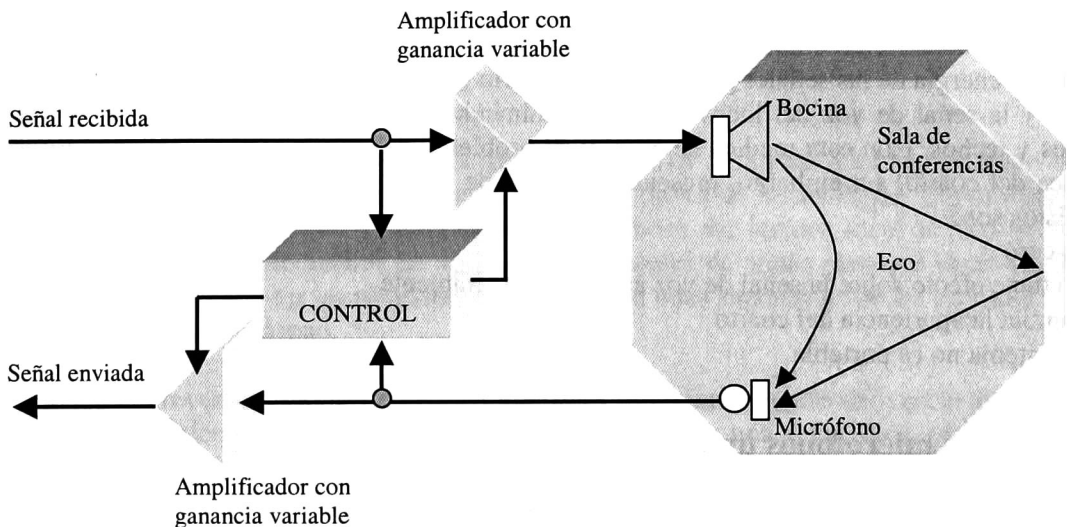 Amplificador con
ganancia variable
Señal recibida
Bocina
Sala de
conferencias
Eco
CONTROL
Señal enviada
Micrófono
Amplificador con
ganancia variable